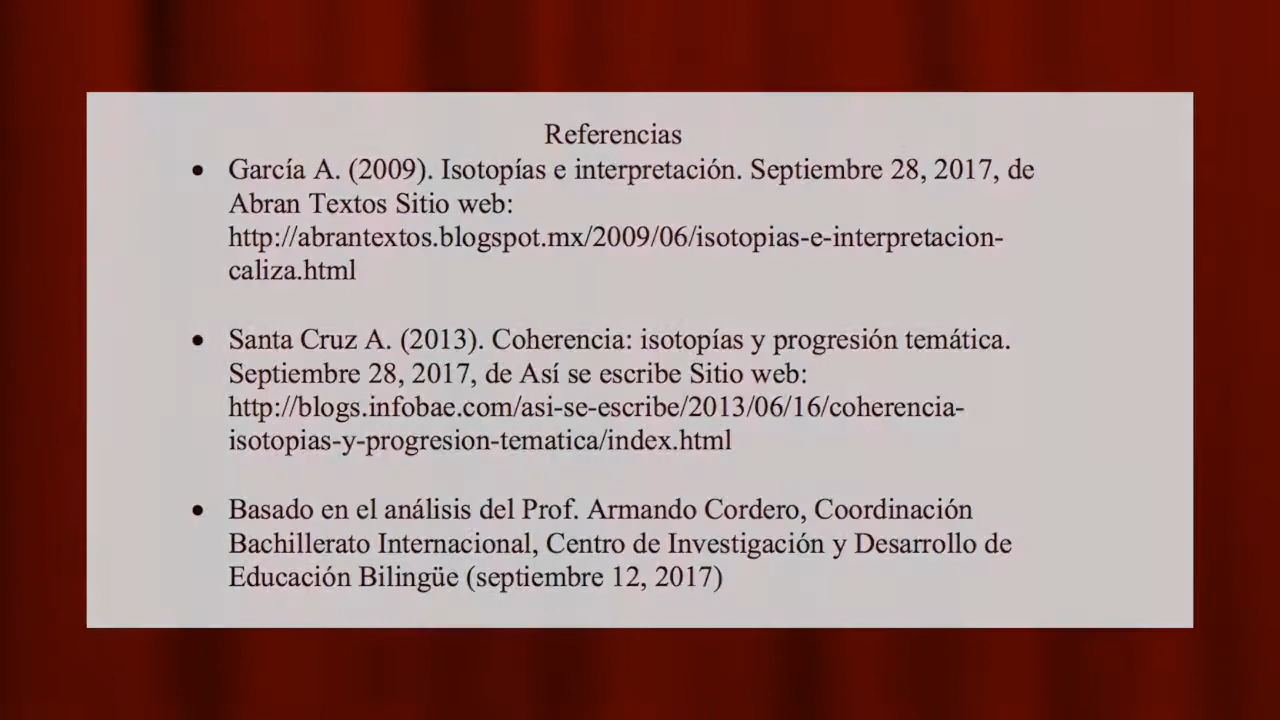 Referencias
• García A. (2009). Isotopías e interpretación. Septiembre 28, 2017, de
Abran Textos Sitio web:
http://abrantextos.blogspot.mx/2009/06/isotopias-e-interpretacion-
caliza.html
• Santa Cruz A. (2013). Coherencia: isotopías y progresión temática.
Septiembre 28, 2017, de Así se escribe Sitio web:
http://blogs.infobae.com/asi-se-escribe/2013/06/16/coherencia-
isotopias-y-progresion-tematica/index.html
• Basado en el análisis del Prof. Armando Cordero, Coordinación
Bachillerato Internacional, Centro de Investigación y Desarrollo de
Educación Bilingüe (septiembre 12, 2017)